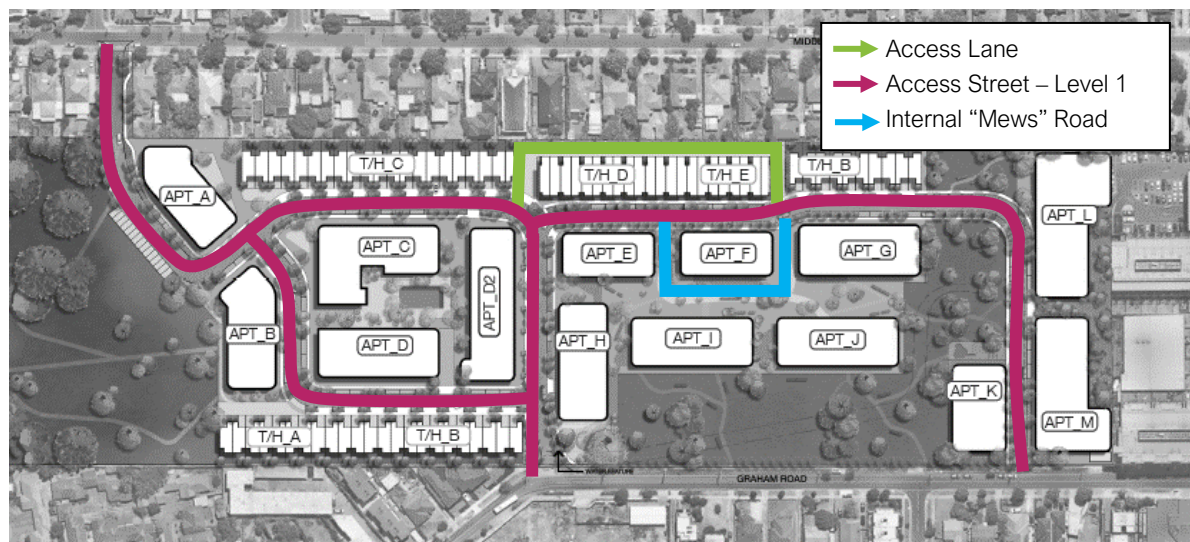 MIDD
Access Lane
Access Street – Level 1
Internal “Mews” Road
T/H_C
T/H_D
T/H_E
T/H_B
APT_A
APT_L
APT_C
APT_E
APT_F
APT_G
APT_D2
APT_B
APT_D
APT_H
APT_I
APT_J
APT_K
APT_M
T/H_A
T/H_B
GRAHAM ROAD